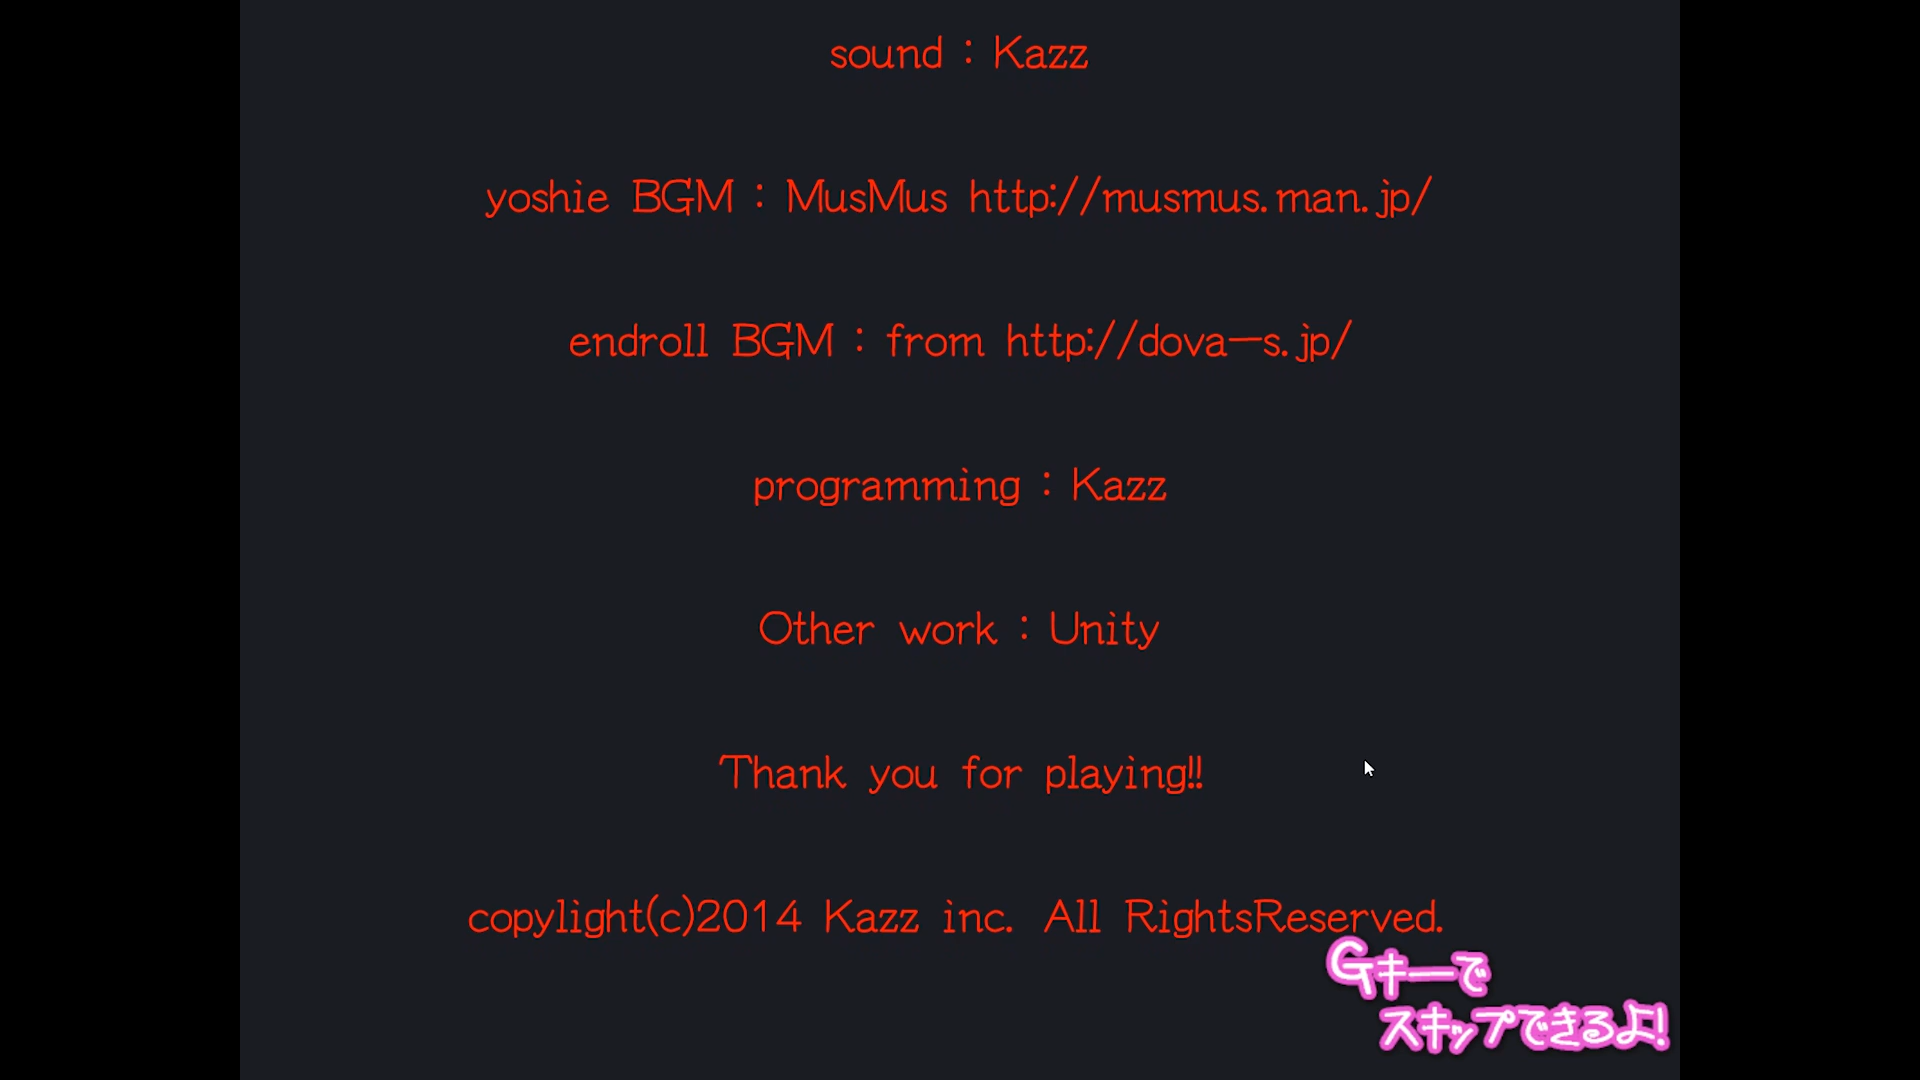 sound : Kazz
yoshie BGM : MusMus http://musmus.man.jp/
endroll BGM : from http://dova-s.jp/
programming : Kazz
Other work : Unity
Thank you for playing!!
copylight(c)2014 Kazz inc. All RightsReserved.
Gキーで
スキップできるよ!